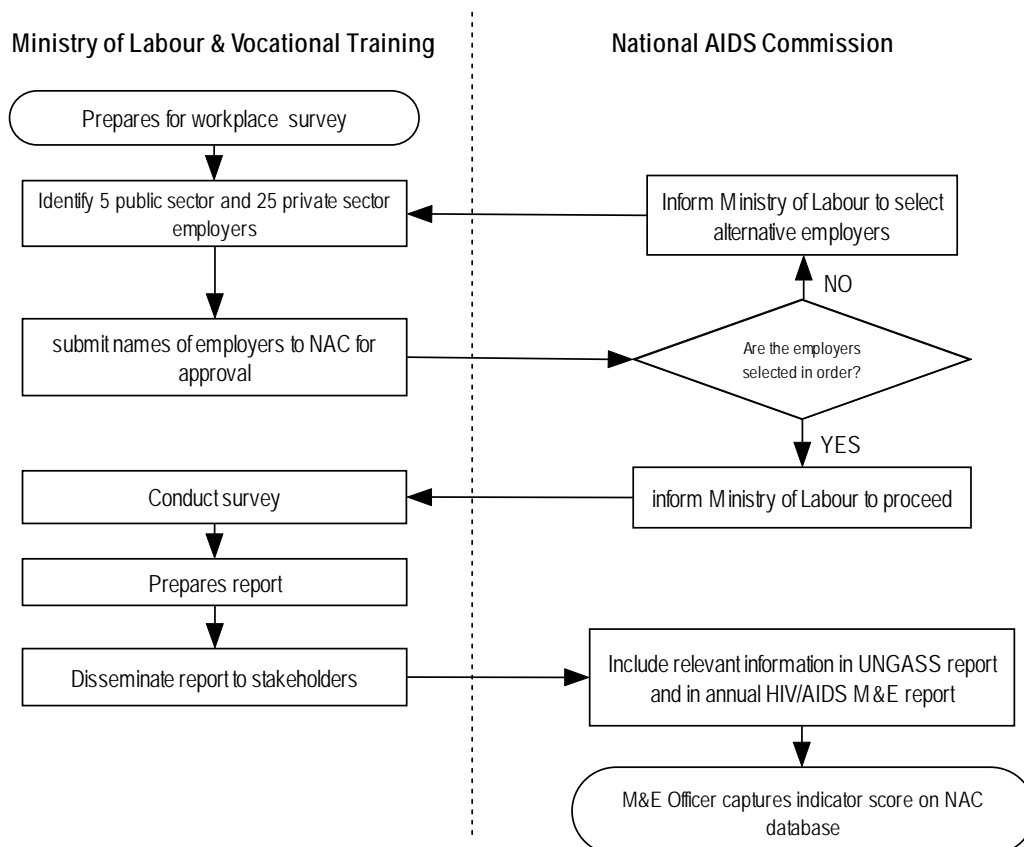 Ministry of Labour & Vocational Training
National AIDS Commission
Prepares for workplace survey
Identify 5 public sector and 25 private sector
employers
Inform Ministry of Labour to select
alternative employers
NO
submit names of employers to NAC for
approval
Are the employers
selected in order?
YES
Conduct survey
inform Ministry of Labour to proceed
Prepares report
Disseminate report to stakeholders
Include relevant information in UNGASS report
and in annual HIV/AIDS M&E report
M&E Officer captures indicator score on NAC
database